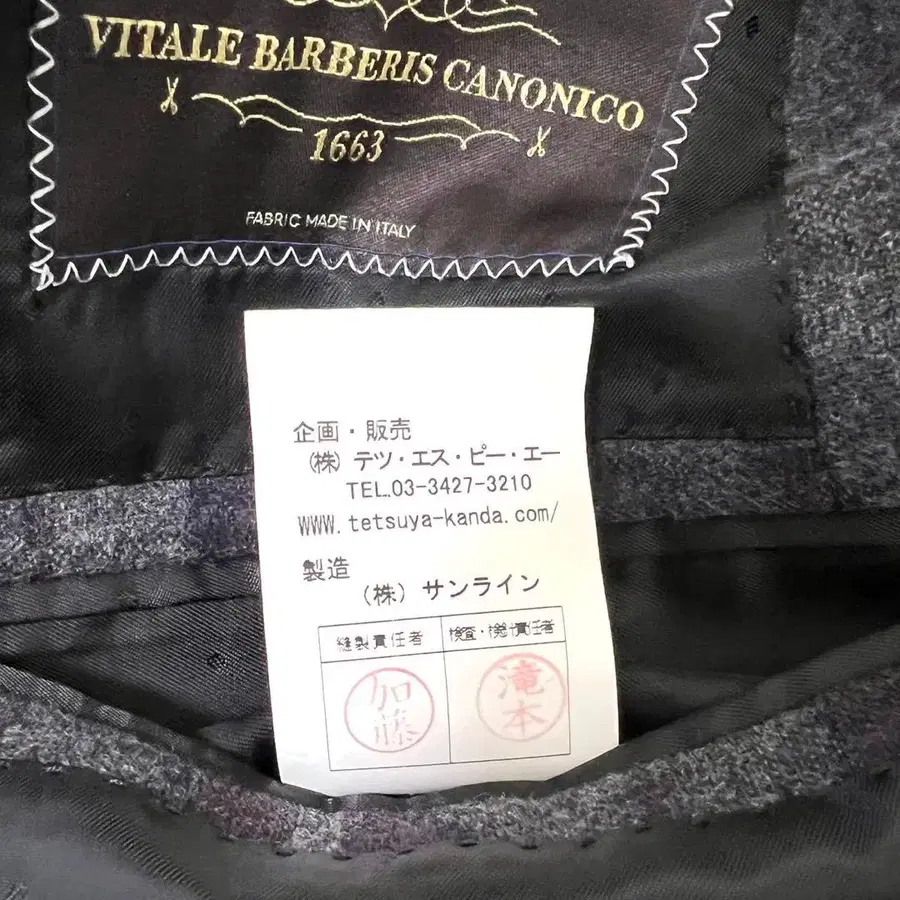 VITALE BARBERIS CANONICO
1663
FABRIC MADE IN ITALY
企画・販売
(株) テツ・エス・ピー・エー
TEL.03-3427-3210
WWW.tetsuya-kanda.com/
製造
(株) サンライン
縫製責任者 検査・検針責任者
加藤 滝本